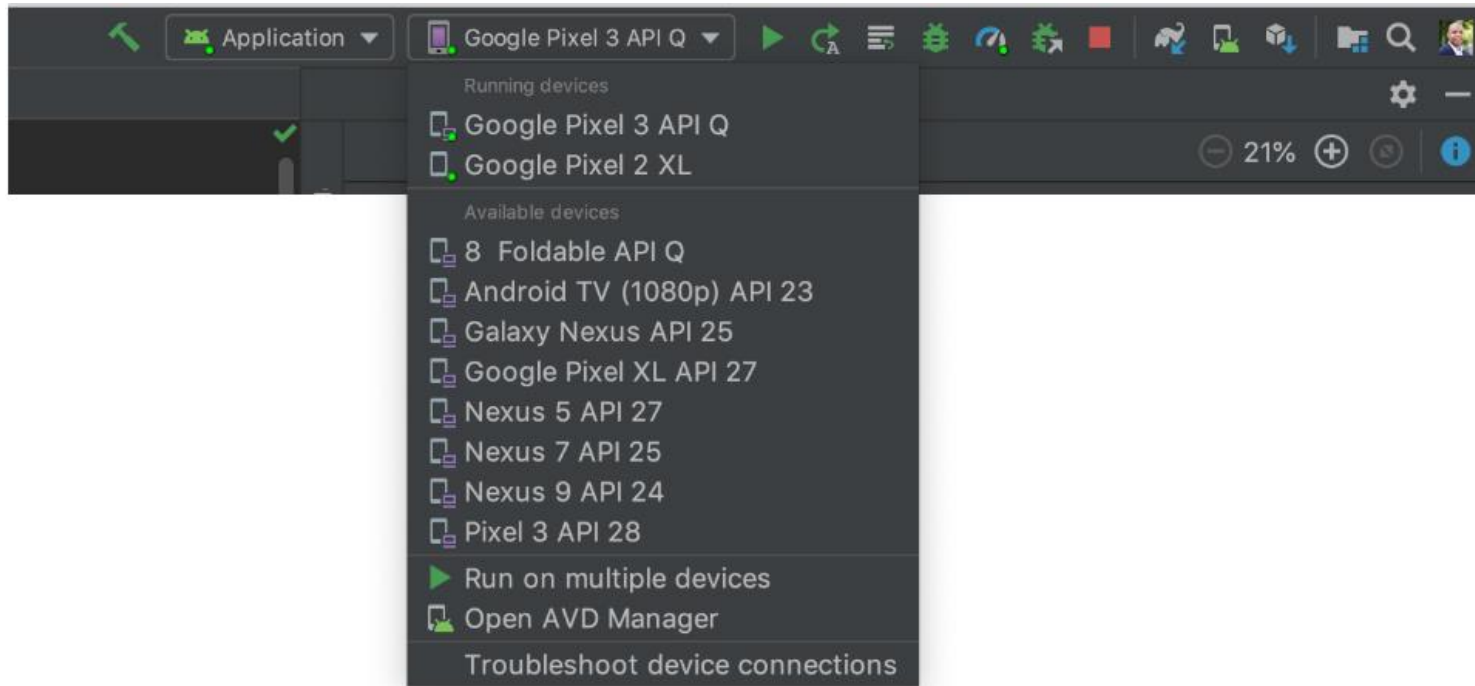 Application
Google Pixel 3 API Q
Running devices
Google Pixel 3 API Q
Google Pixel 2 XL
21%
Available devices
8  Foldable API Q
Android TV (1080p) API 23
Galaxy Nexus API 25
Google Pixel XL API 27
Nexus 5 API 27
Nexus 7 API 25
Nexus 9 API 24
Pixel 3 API 28
Run on multiple devices
Open AVD Manager
Troubleshoot device connections